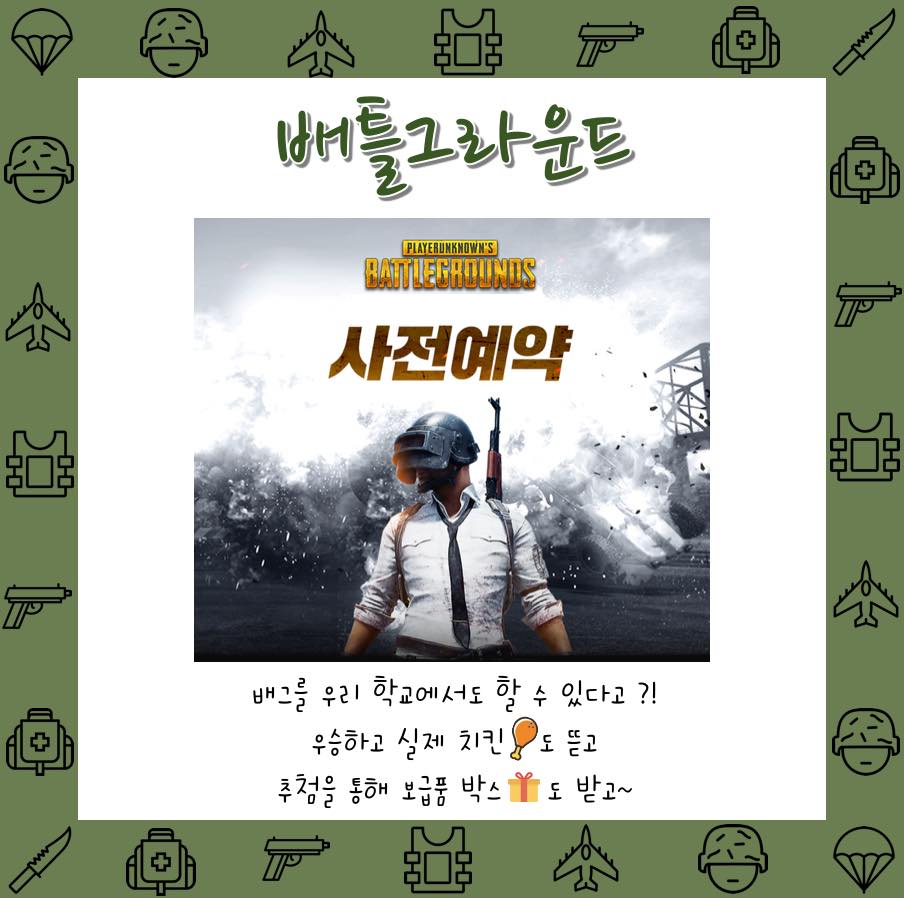 배틀그라운드
PLAYERUNKNOWN'S
BATTLEGROUNDS
사전예약
배그를 우리 학교에서도 할 수 있다고 ?!
우승하고 실제 치킨🍗도 뜯고
추첨을 통해 보급품 박스🎁도 받고~